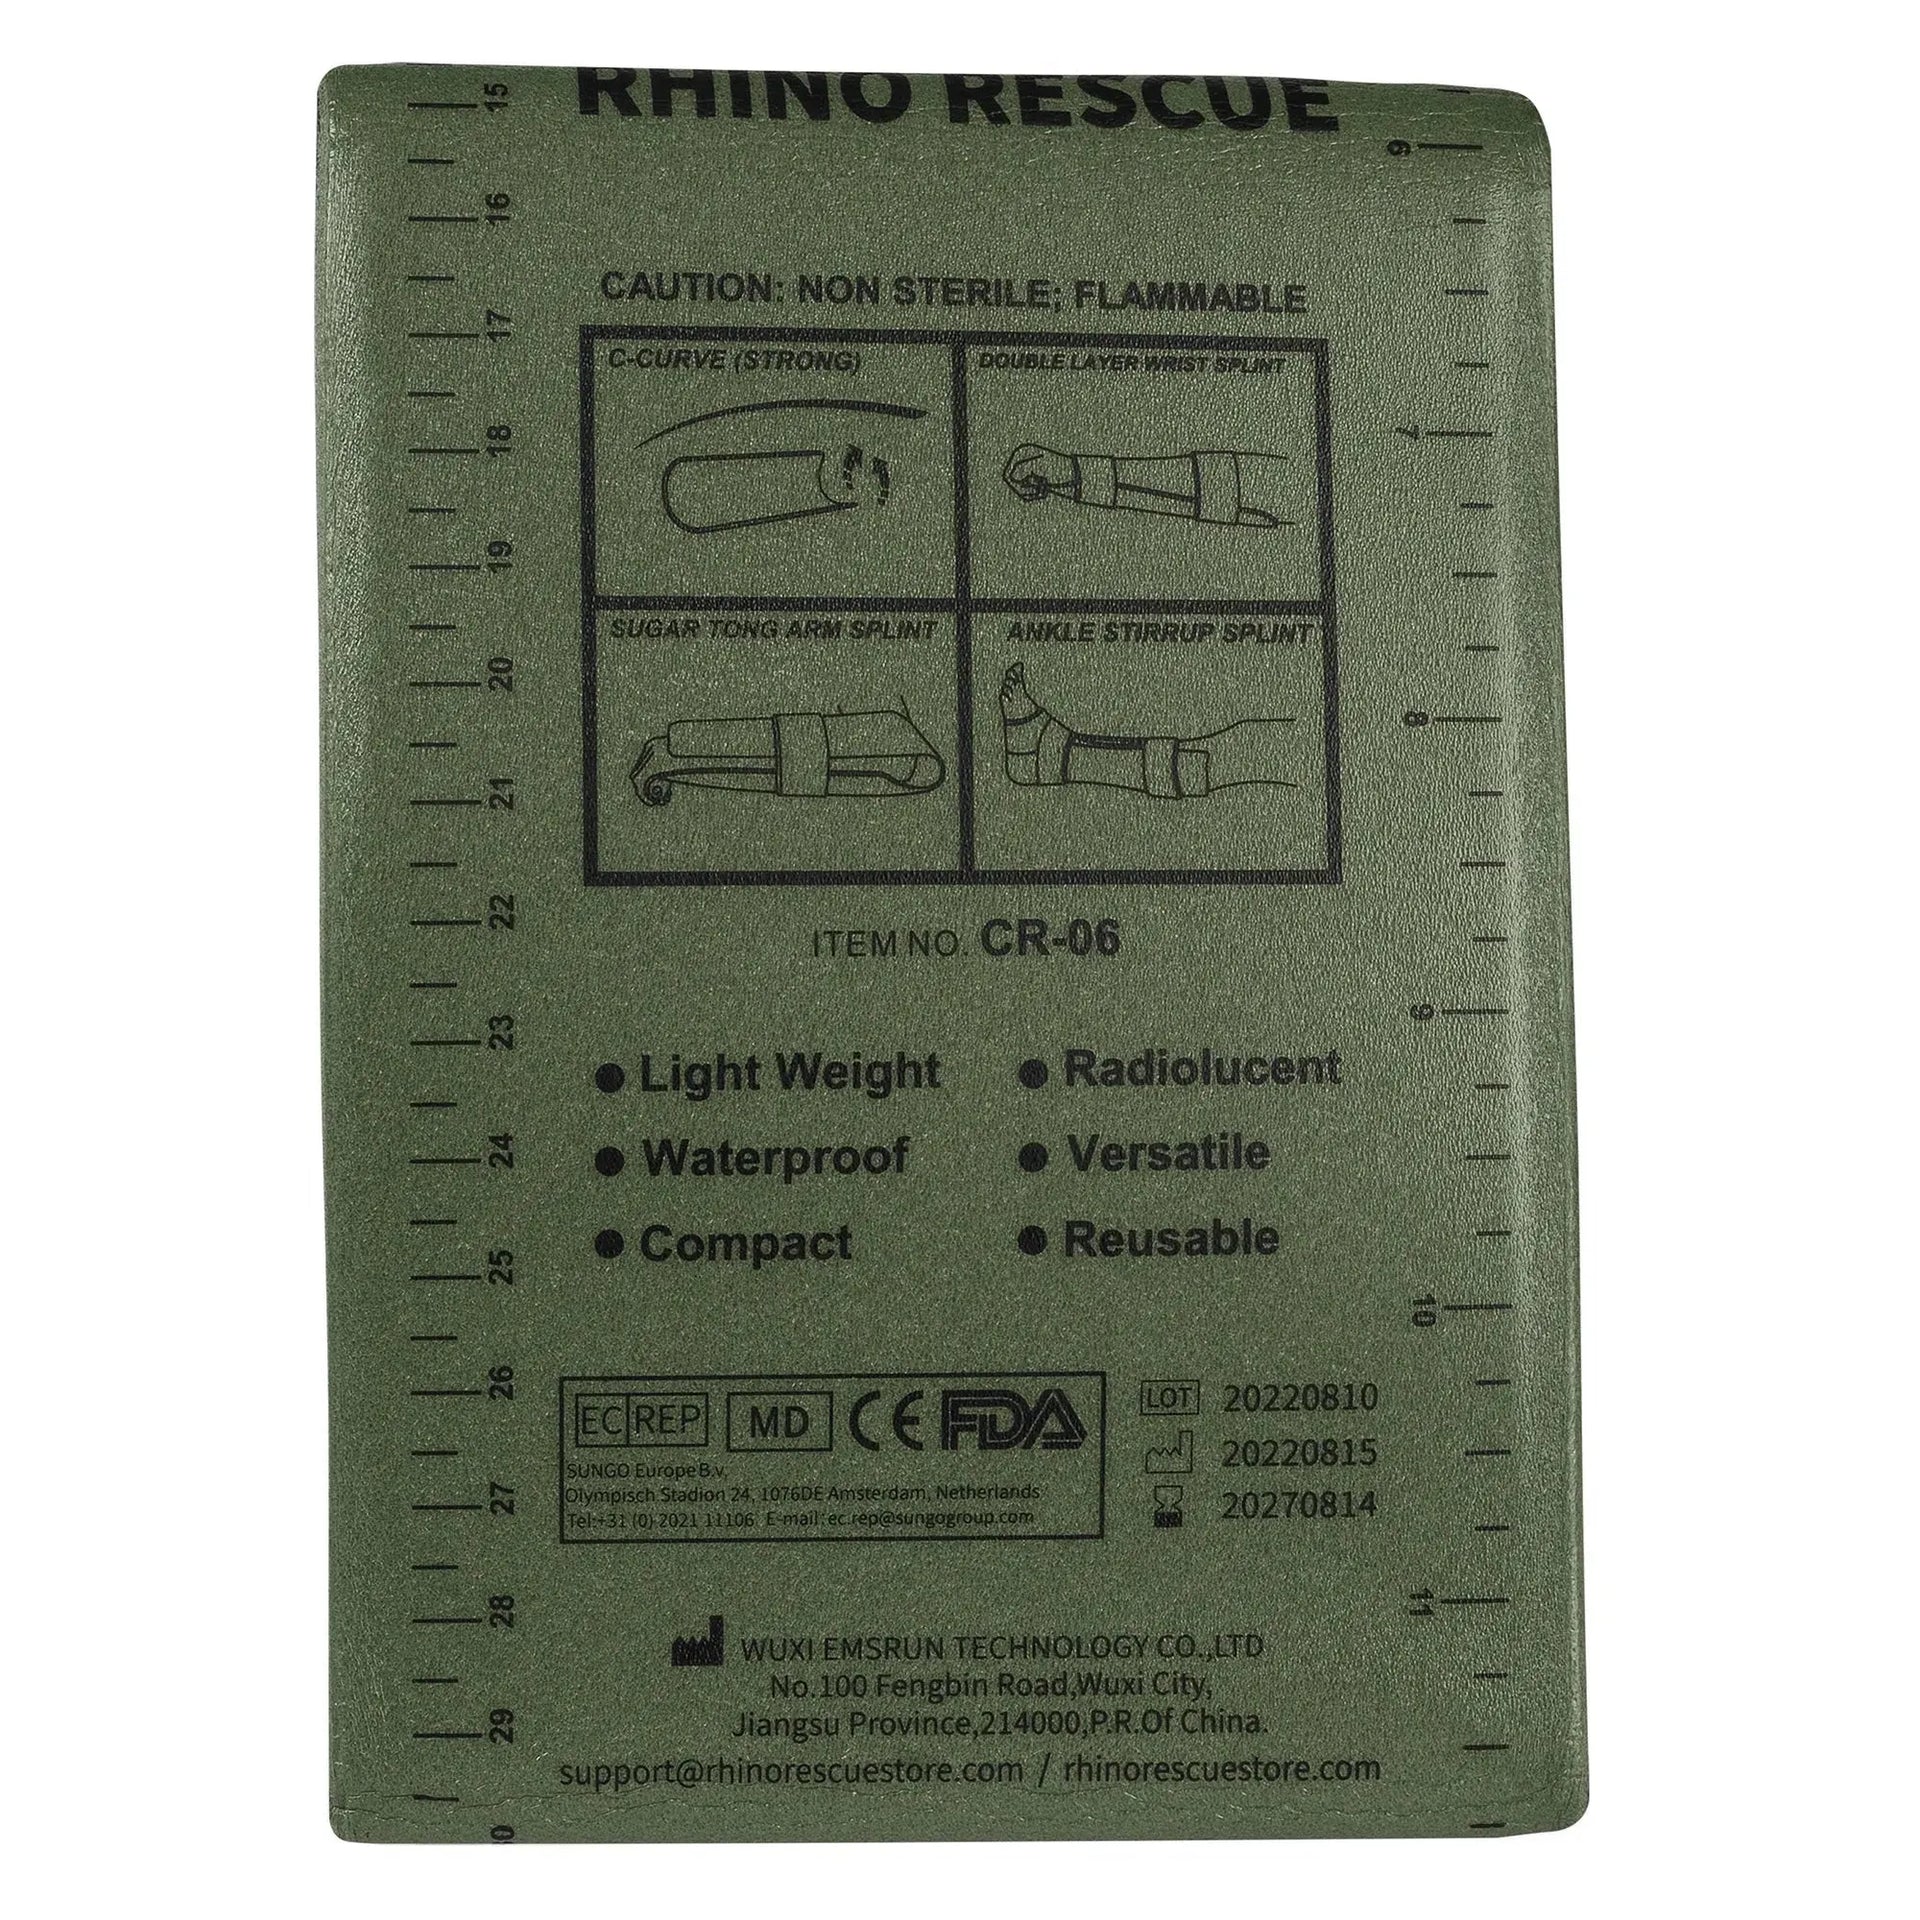 RHINO RESCUE
CAUTION: NON STERILE; FLAMMABLE
C-CURVE (STRONG)
DOUBLE LAYER WRIST SPLINT
SUGAR TONG ARM SPLINT
ANKLE STIRRUP SPLINT
ITEM NO. CR-06
● Light Weight
● Radiolucent
● Waterproof
● Versatile
● Compact
● Reusable
EC REP MD CE FDA
SUNGO Europe B.v.
Olympisch Stadion 24, 1076DE Amsterdam, Netherlands
Tel:+31 (0) 2021 11106 E-mail:ec.rep@sungogroup.com
LOT 20220810
20220815
20270814
WUXI EMSRUN TECHNOLOGY CO.,LTD
No.100 Fengbin Road,Wuxi City,
Jiangsu Province,214000,P.R.Of China.
support@rhinorescuestore.com / rhinorescuestore.com
15
16
17
18
19
20
21
22
23
24
25
26
27
28
29
6
7
8
9
10
11